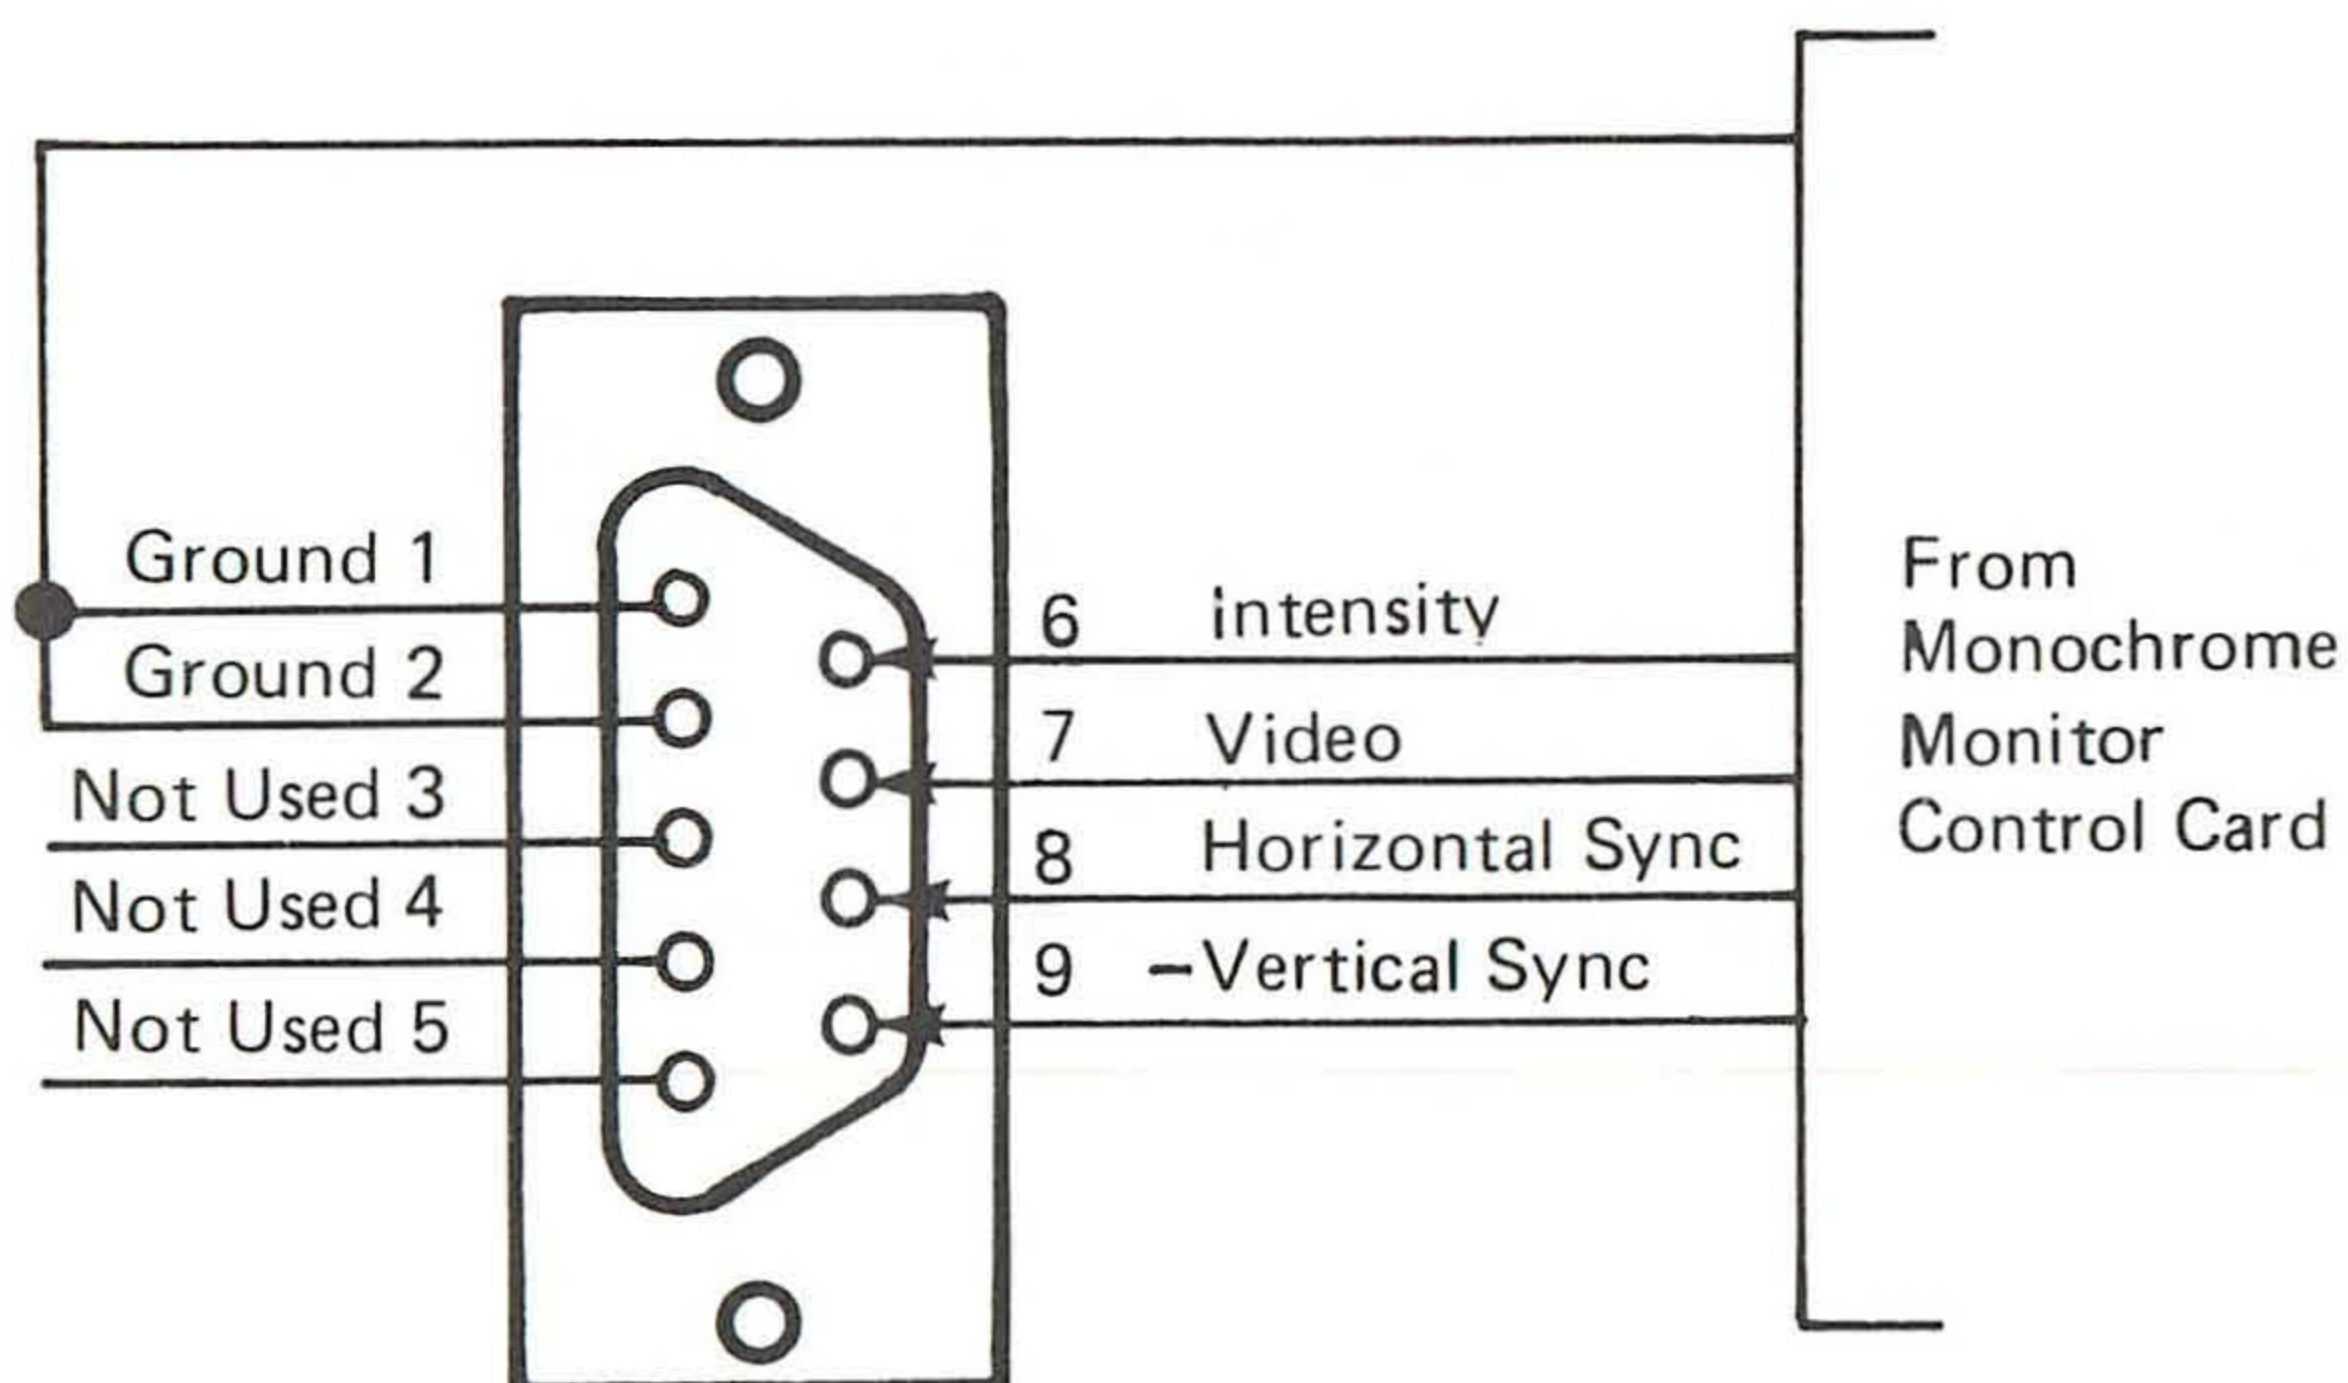 Ground 1
Ground 2
Not Used 3
Not Used 4
Not Used 5
6 intensity
7 Video
8 Horizontal Sync
9 –Vertical Sync
From
Monochrome
Monitor
Control Card